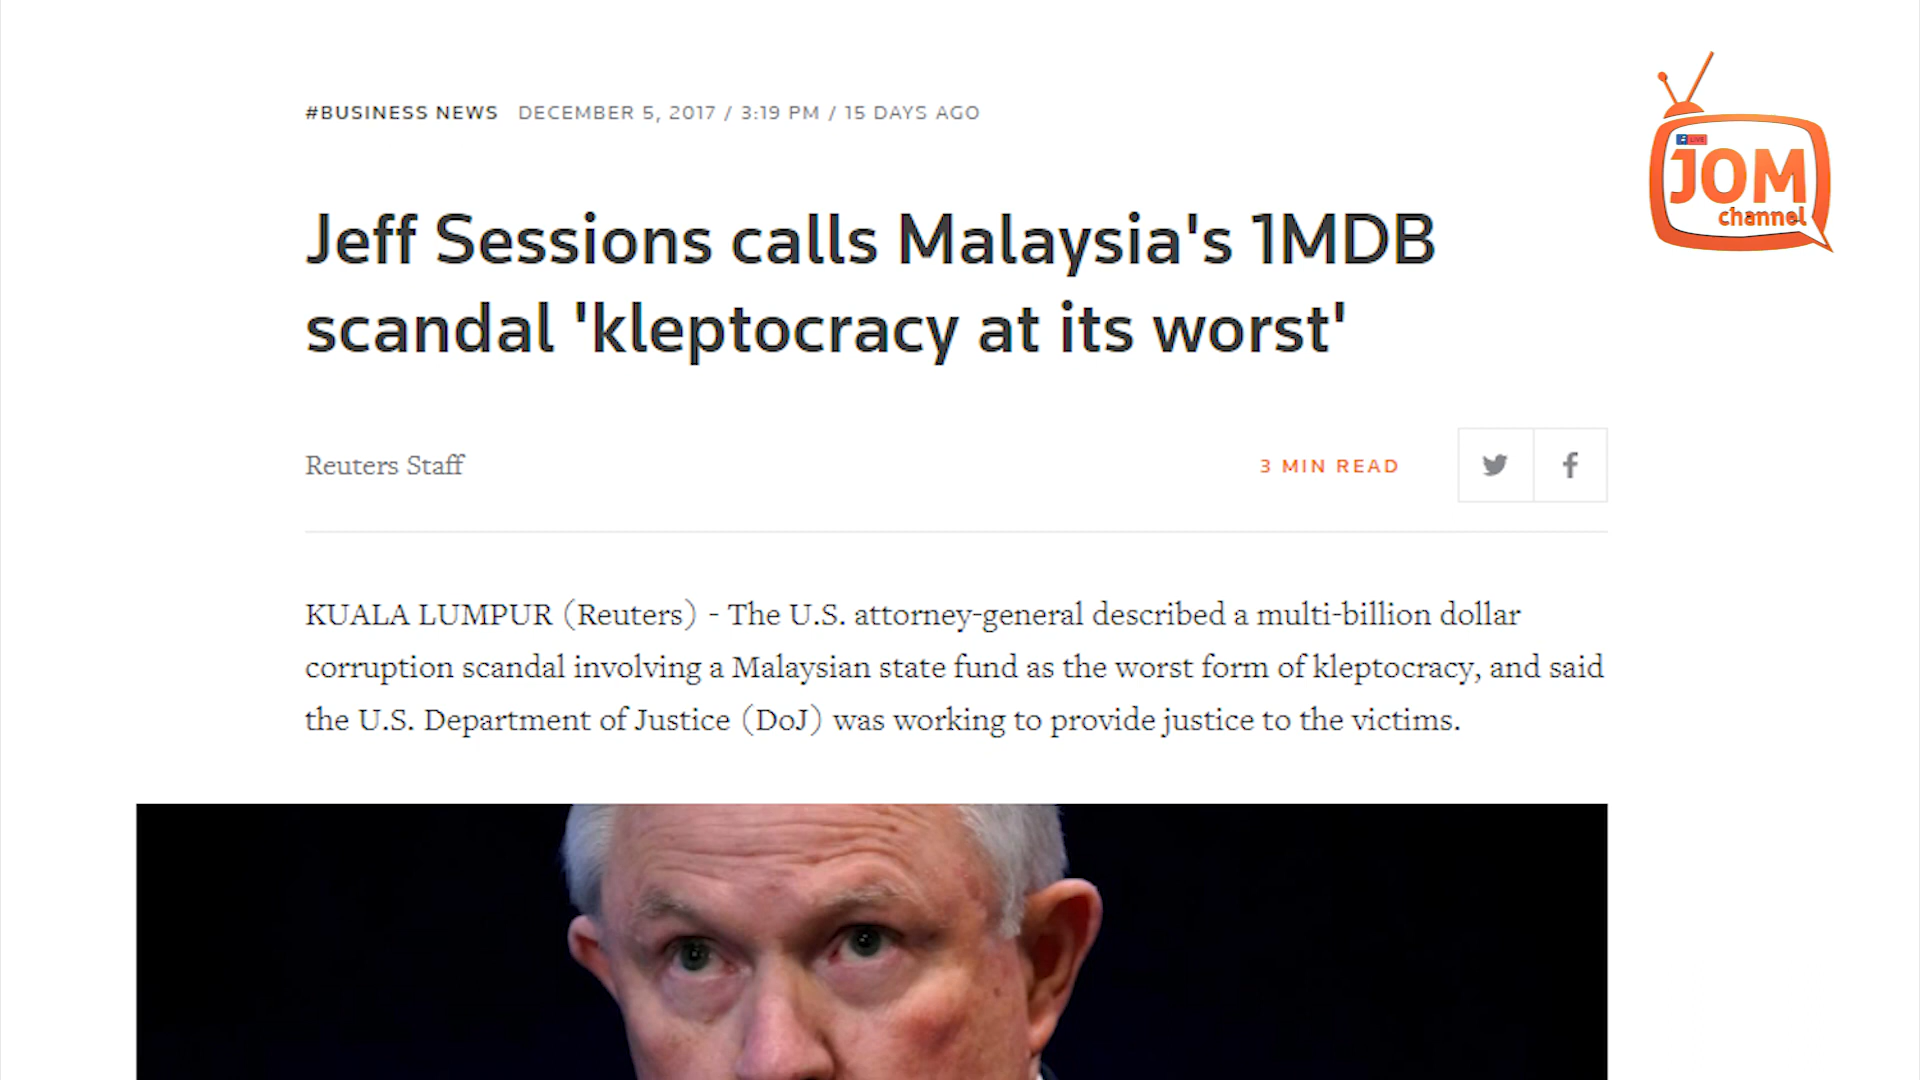 #BUSINESS NEWS DECEMBER 5, 2017 / 3:19 PM / 15 DAYS AGO
Jeff Sessions calls Malaysia's 1MDB
scandal 'kleptocracy at its worst'
Reuters Staff
3 MIN READ
KUALA LUMPUR (Reuters) - The U.S. attorney-general described a multi-billion dollar
corruption scandal involving a Malaysian state fund as the worst form of kleptocracy, and said
the U.S. Department of Justice (DoJ) was working to provide justice to the victims.
LIVE
JOM
channel